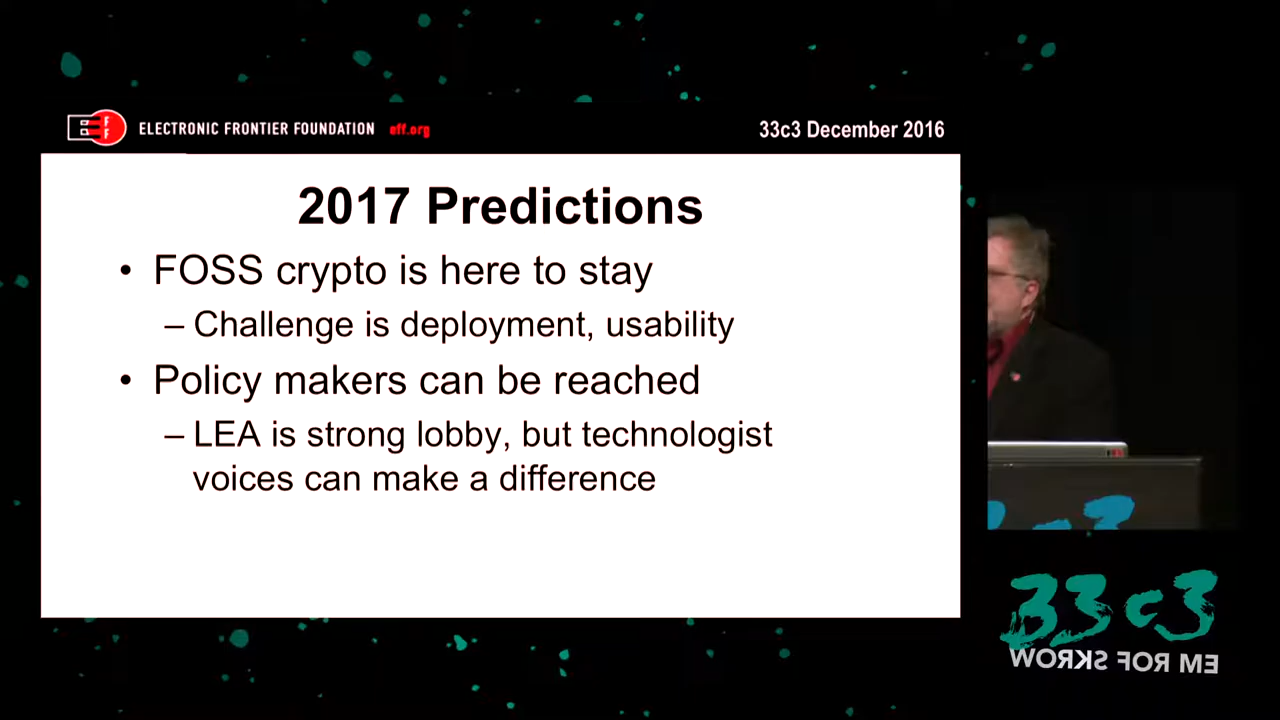 ELECTRONIC FRONTIER FOUNDATION eff.org
33c3 December 2016
2017 Predictions
• FOSS crypto is here to stay
– Challenge is deployment, usability
• Policy makers can be reached
– LEA is strong lobby, but technologist
voices can make a difference
33c3
WORKS FOR ME